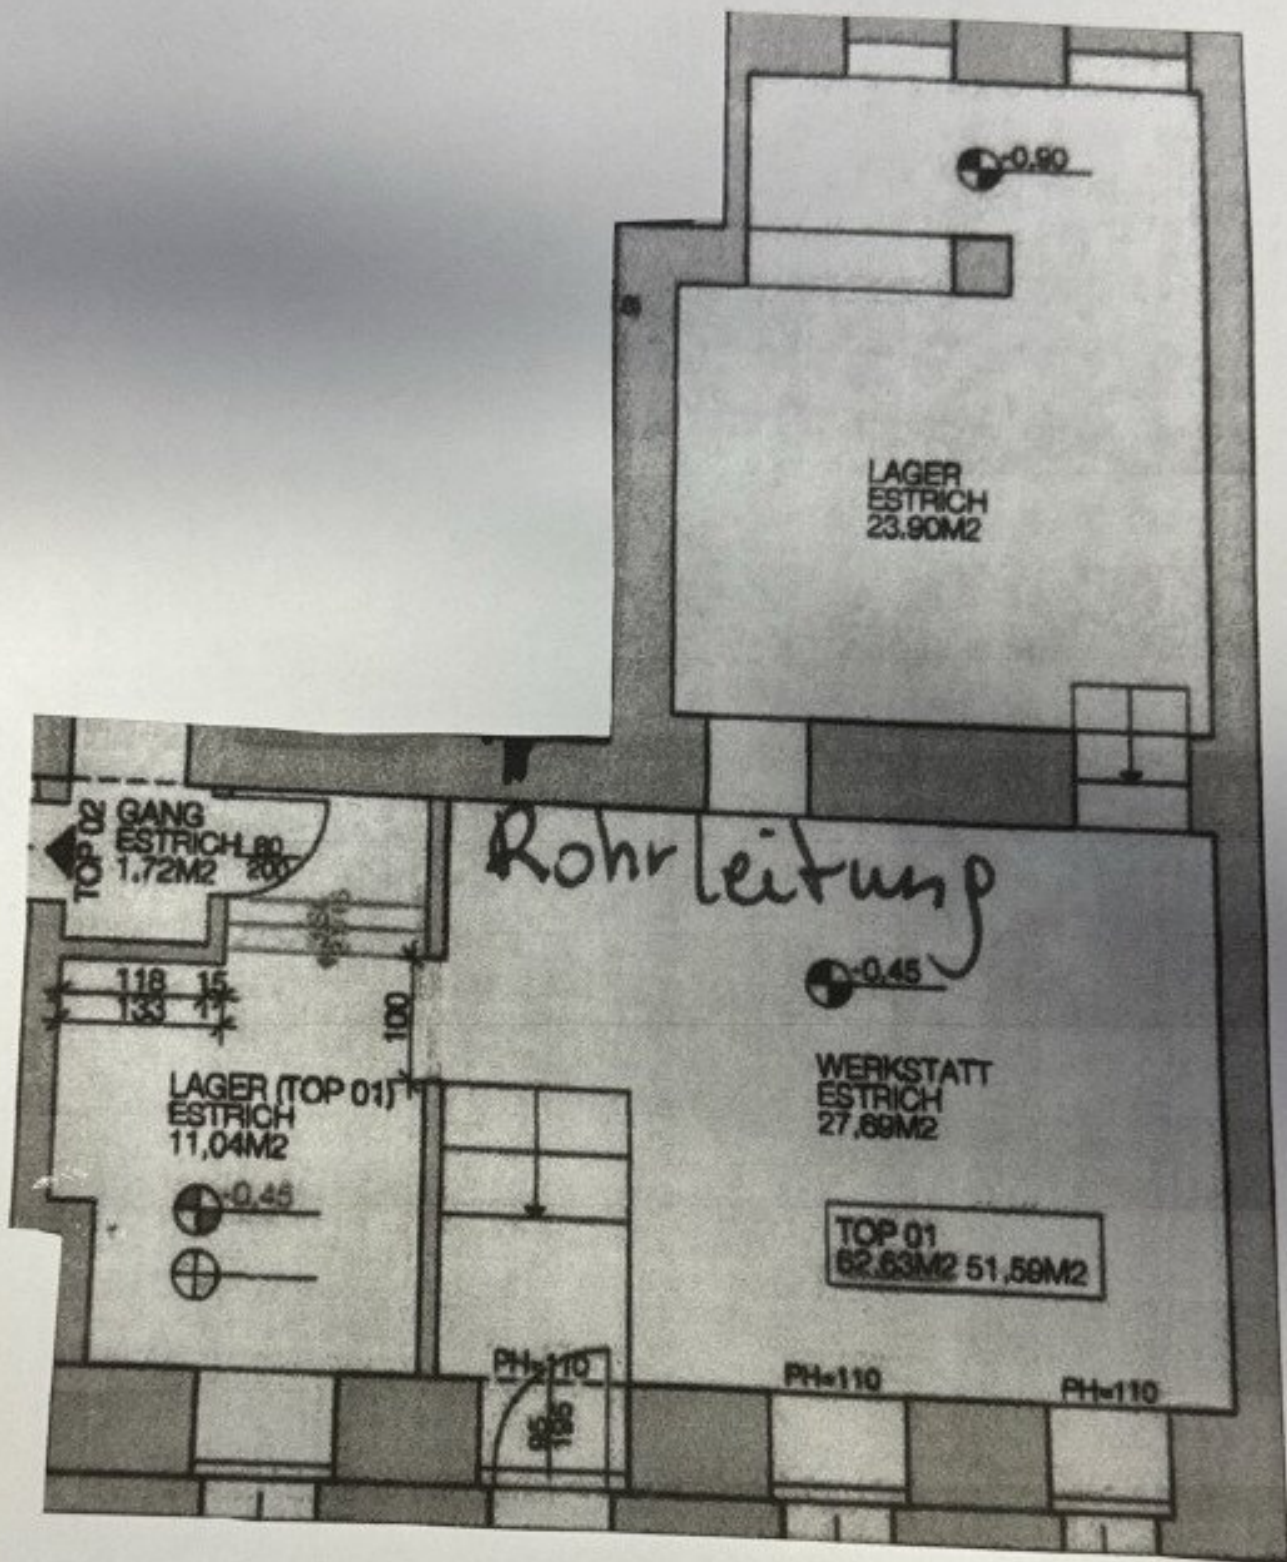 -0.90
LAGER
ESTRICH
23.90M2
TOP 02
GANG
ESTRICH
1.72M2
80
200
Rohrleitung
118 15
133
100
-0.45
LAGER (TOP 01)
ESTRICH
11,04M2
-0.45
WERKSTATT
ESTRICH
27,69M2
TOP 01
62.63M2 51,59M2
PH=110
PH=110
PH=110
195